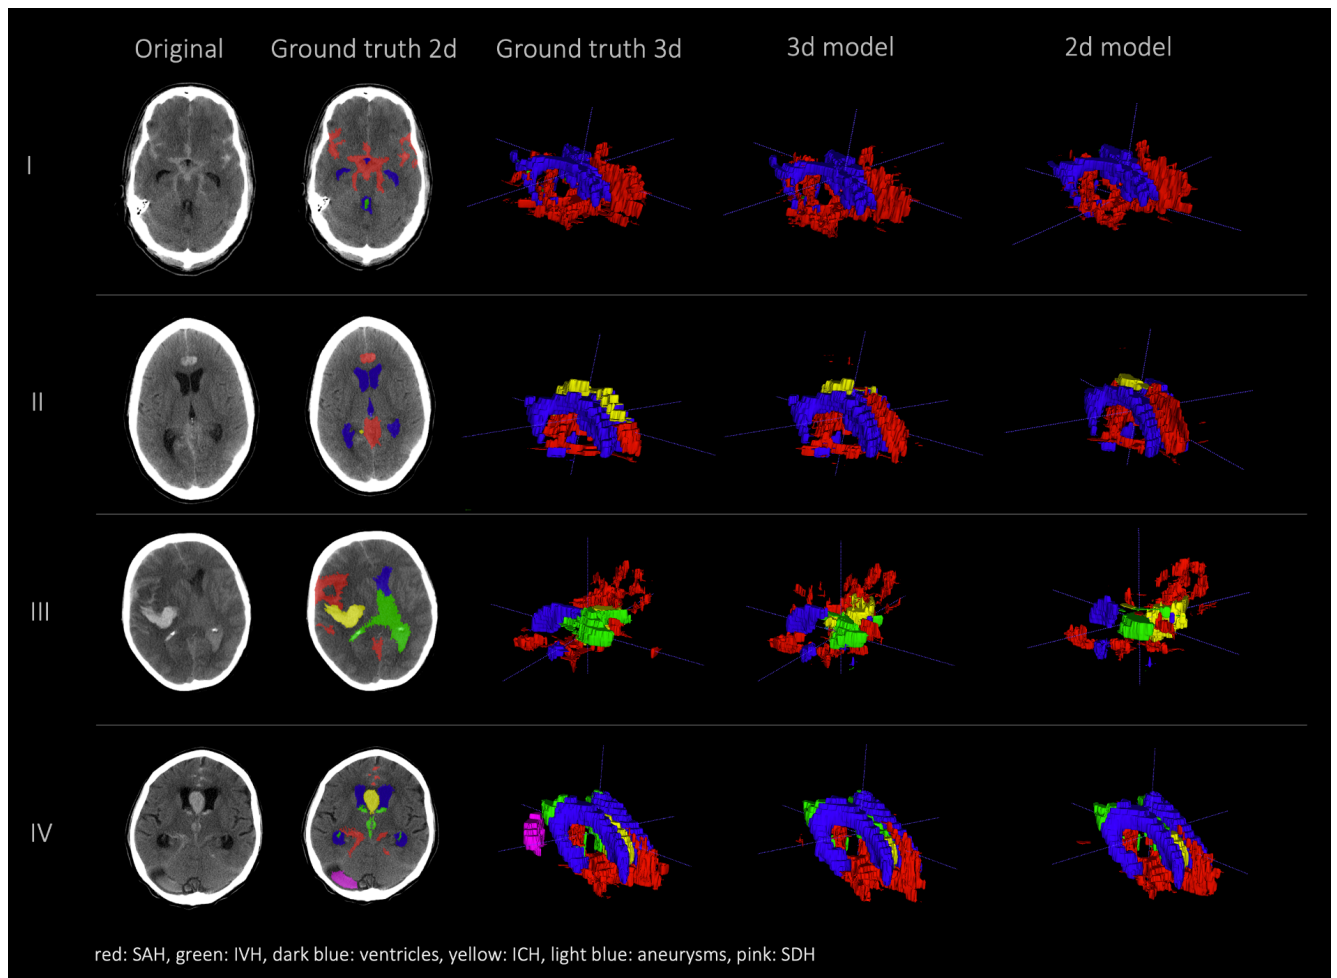 Original Ground truth 2d Ground truth 3d 3d model 2d model
I
II
III
IV
red: SAH, green: IVH, dark blue: ventricles, yellow: ICH, light blue: aneurysms, pink: SDH